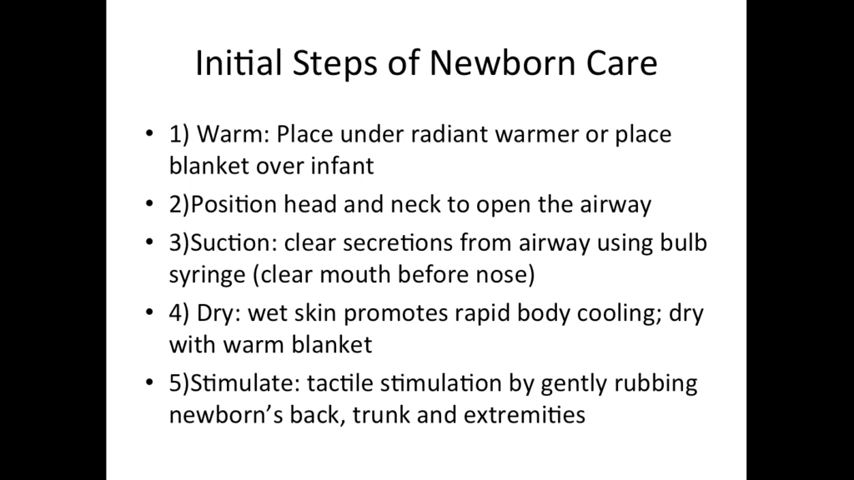 Initial Steps of Newborn Care
• 1) Warm: Place under radiant warmer or place
blanket over infant
• 2)Position head and neck to open the airway
• 3)Suction: clear secretions from airway using bulb
syringe (clear mouth before nose)
• 4) Dry: wet skin promotes rapid body cooling; dry
with warm blanket
• 5)Stimulate: tactile stimulation by gently rubbing
newborn’s back, trunk and extremities